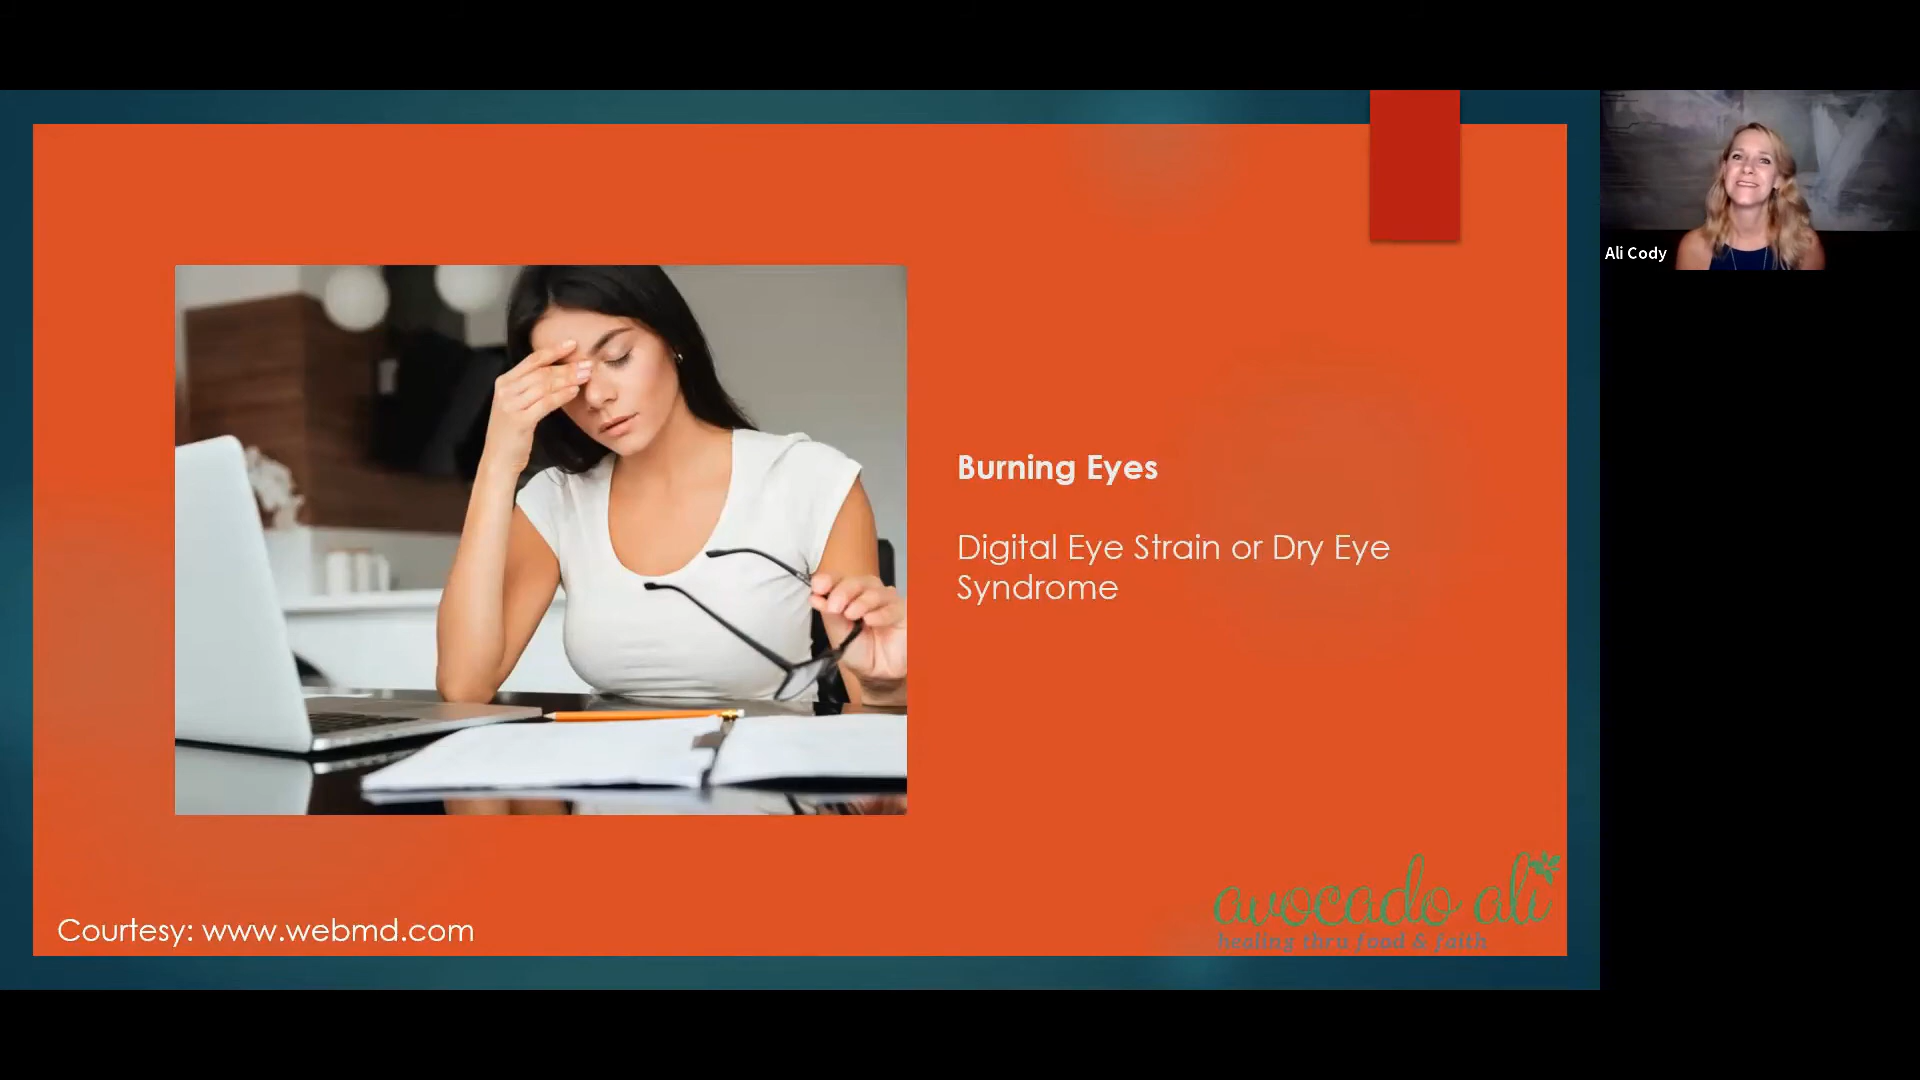 Burning Eyes
Digital Eye Strain or Dry Eye
Syndrome
Courtesy: www.webmd.com
avocado ali
healing thru food & faith
Ali Cody